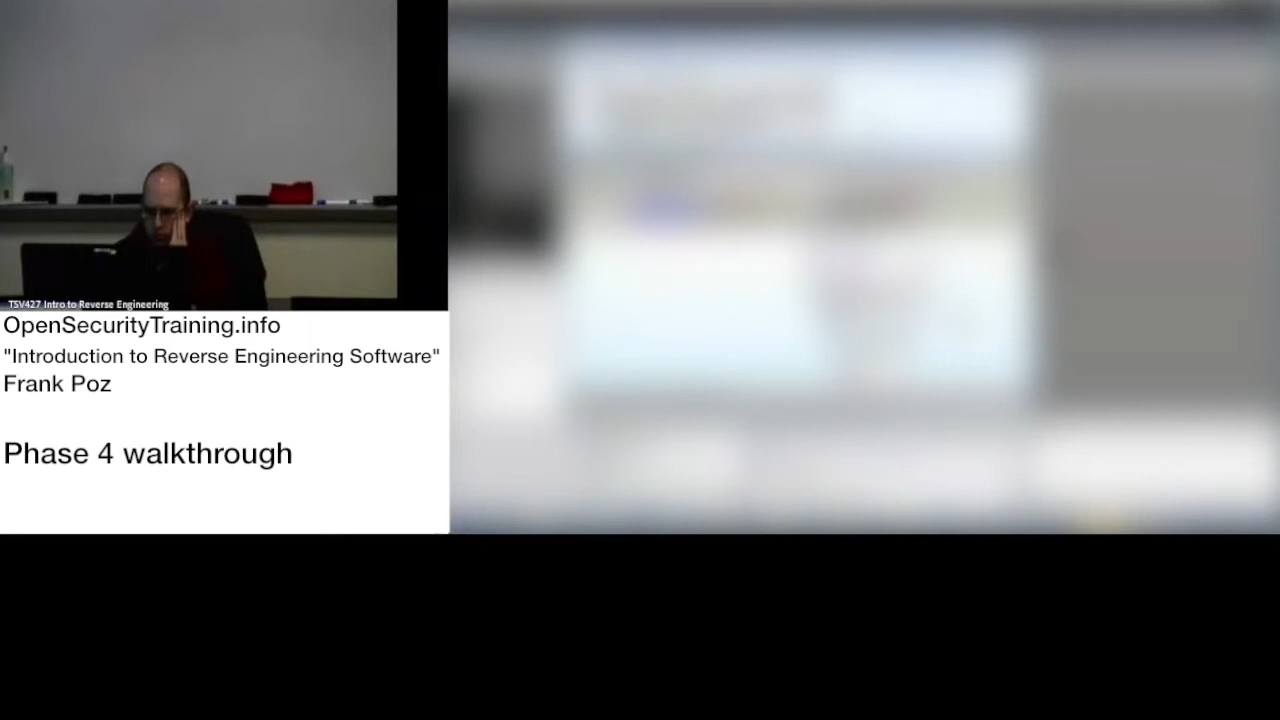 TSV427 Intro to Reverse Engineering
OpenSecurityTraining.info
"Introduction to Reverse Engineering Software"
Frank Poz
Phase 4 walkthrough